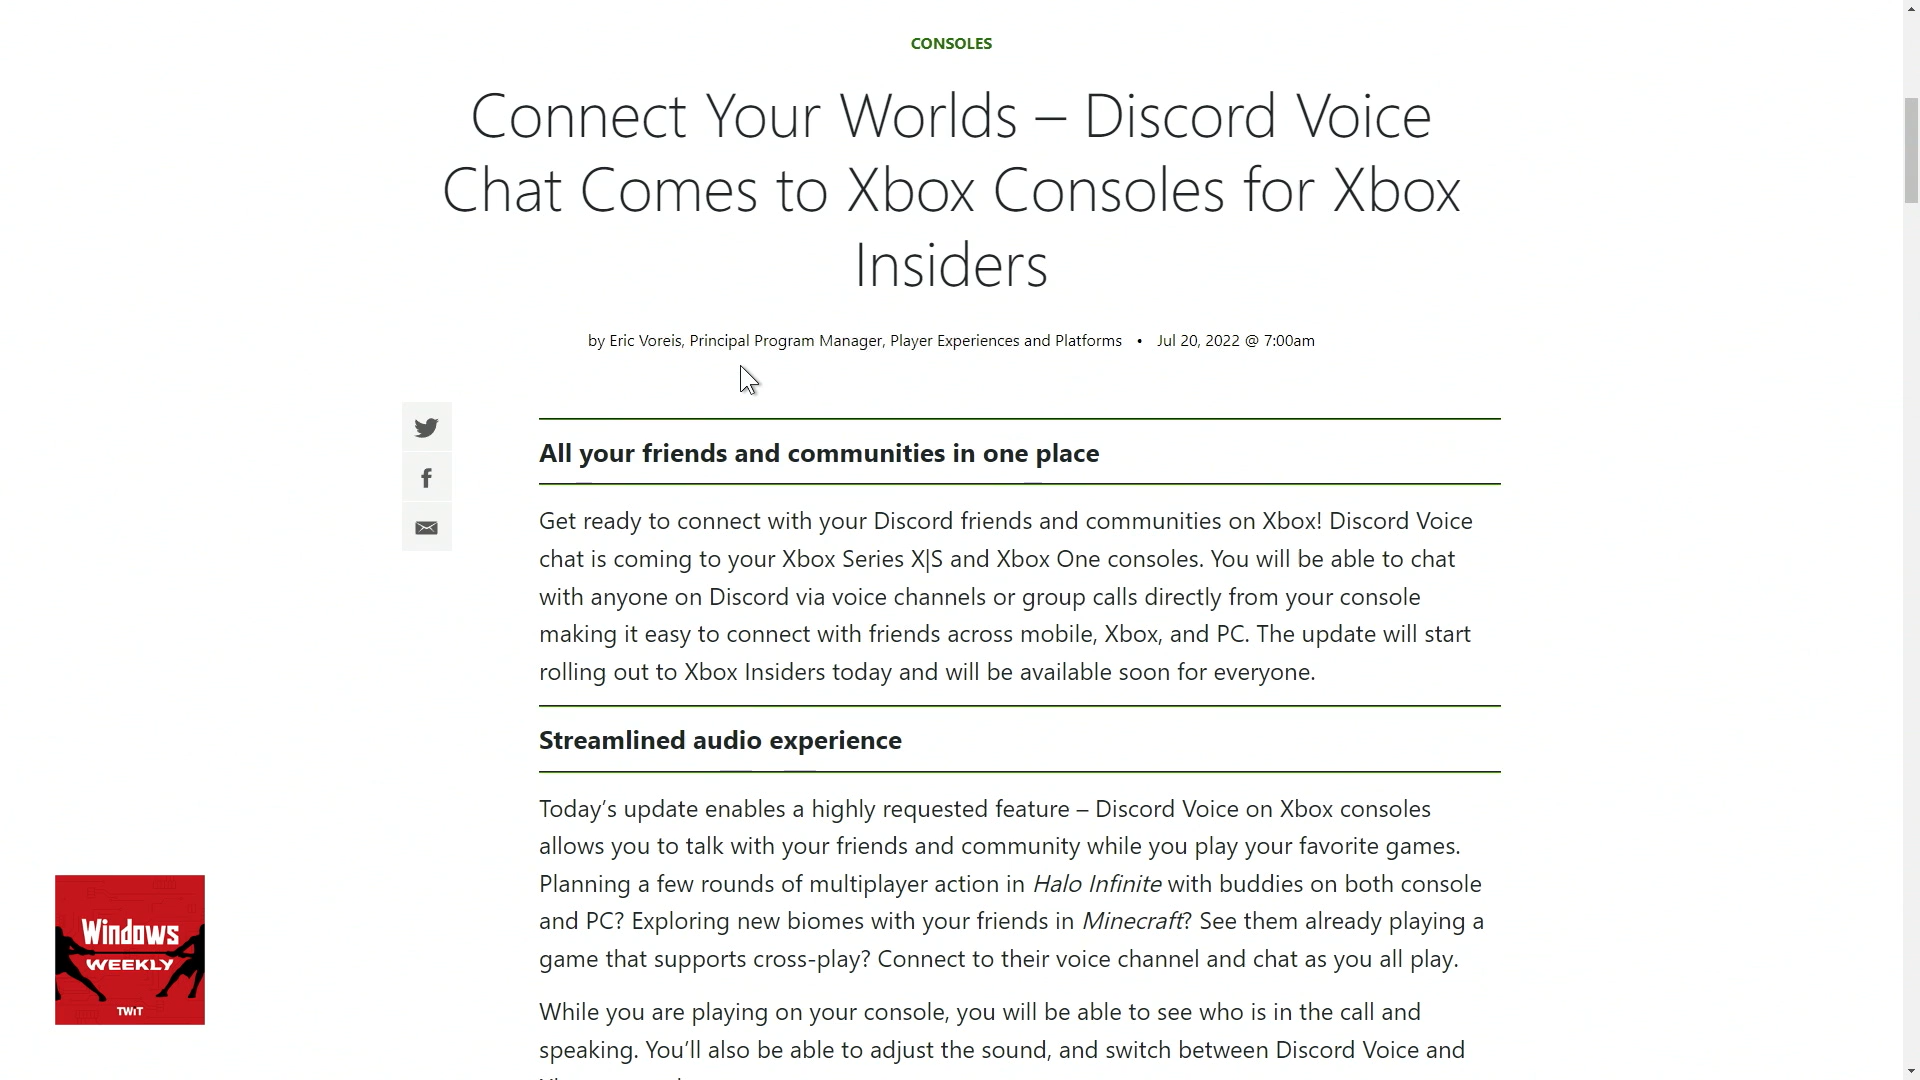 CONSOLES
Connect Your Worlds – Discord Voice
Chat Comes to Xbox Consoles for Xbox
Insiders
by Eric Voreis, Principal Program Manager, Player Experiences and Platforms • Jul 20, 2022 @ 7:00am
All your friends and communities in one place
Get ready to connect with your Discord friends and communities on Xbox! Discord Voice
chat is coming to your Xbox Series X|S and Xbox One consoles. You will be able to chat
with anyone on Discord via voice channels or group calls directly from your console
making it easy to connect with friends across mobile, Xbox, and PC. The update will start
rolling out to Xbox Insiders today and will be available soon for everyone.
Streamlined audio experience
Today’s update enables a highly requested feature – Discord Voice on Xbox consoles
allows you to talk with your friends and community while you play your favorite games.
Planning a few rounds of multiplayer action in Halo Infinite with buddies on both console
and PC? Exploring new biomes with your friends in Minecraft? See them already playing a
game that supports cross-play? Connect to their voice channel and chat as you all play.
While you are playing on your console, you will be able to see who is in the call and
speaking. You’ll also be able to adjust the sound, and switch between Discord Voice and
Windows
WEEKLY
TWiT